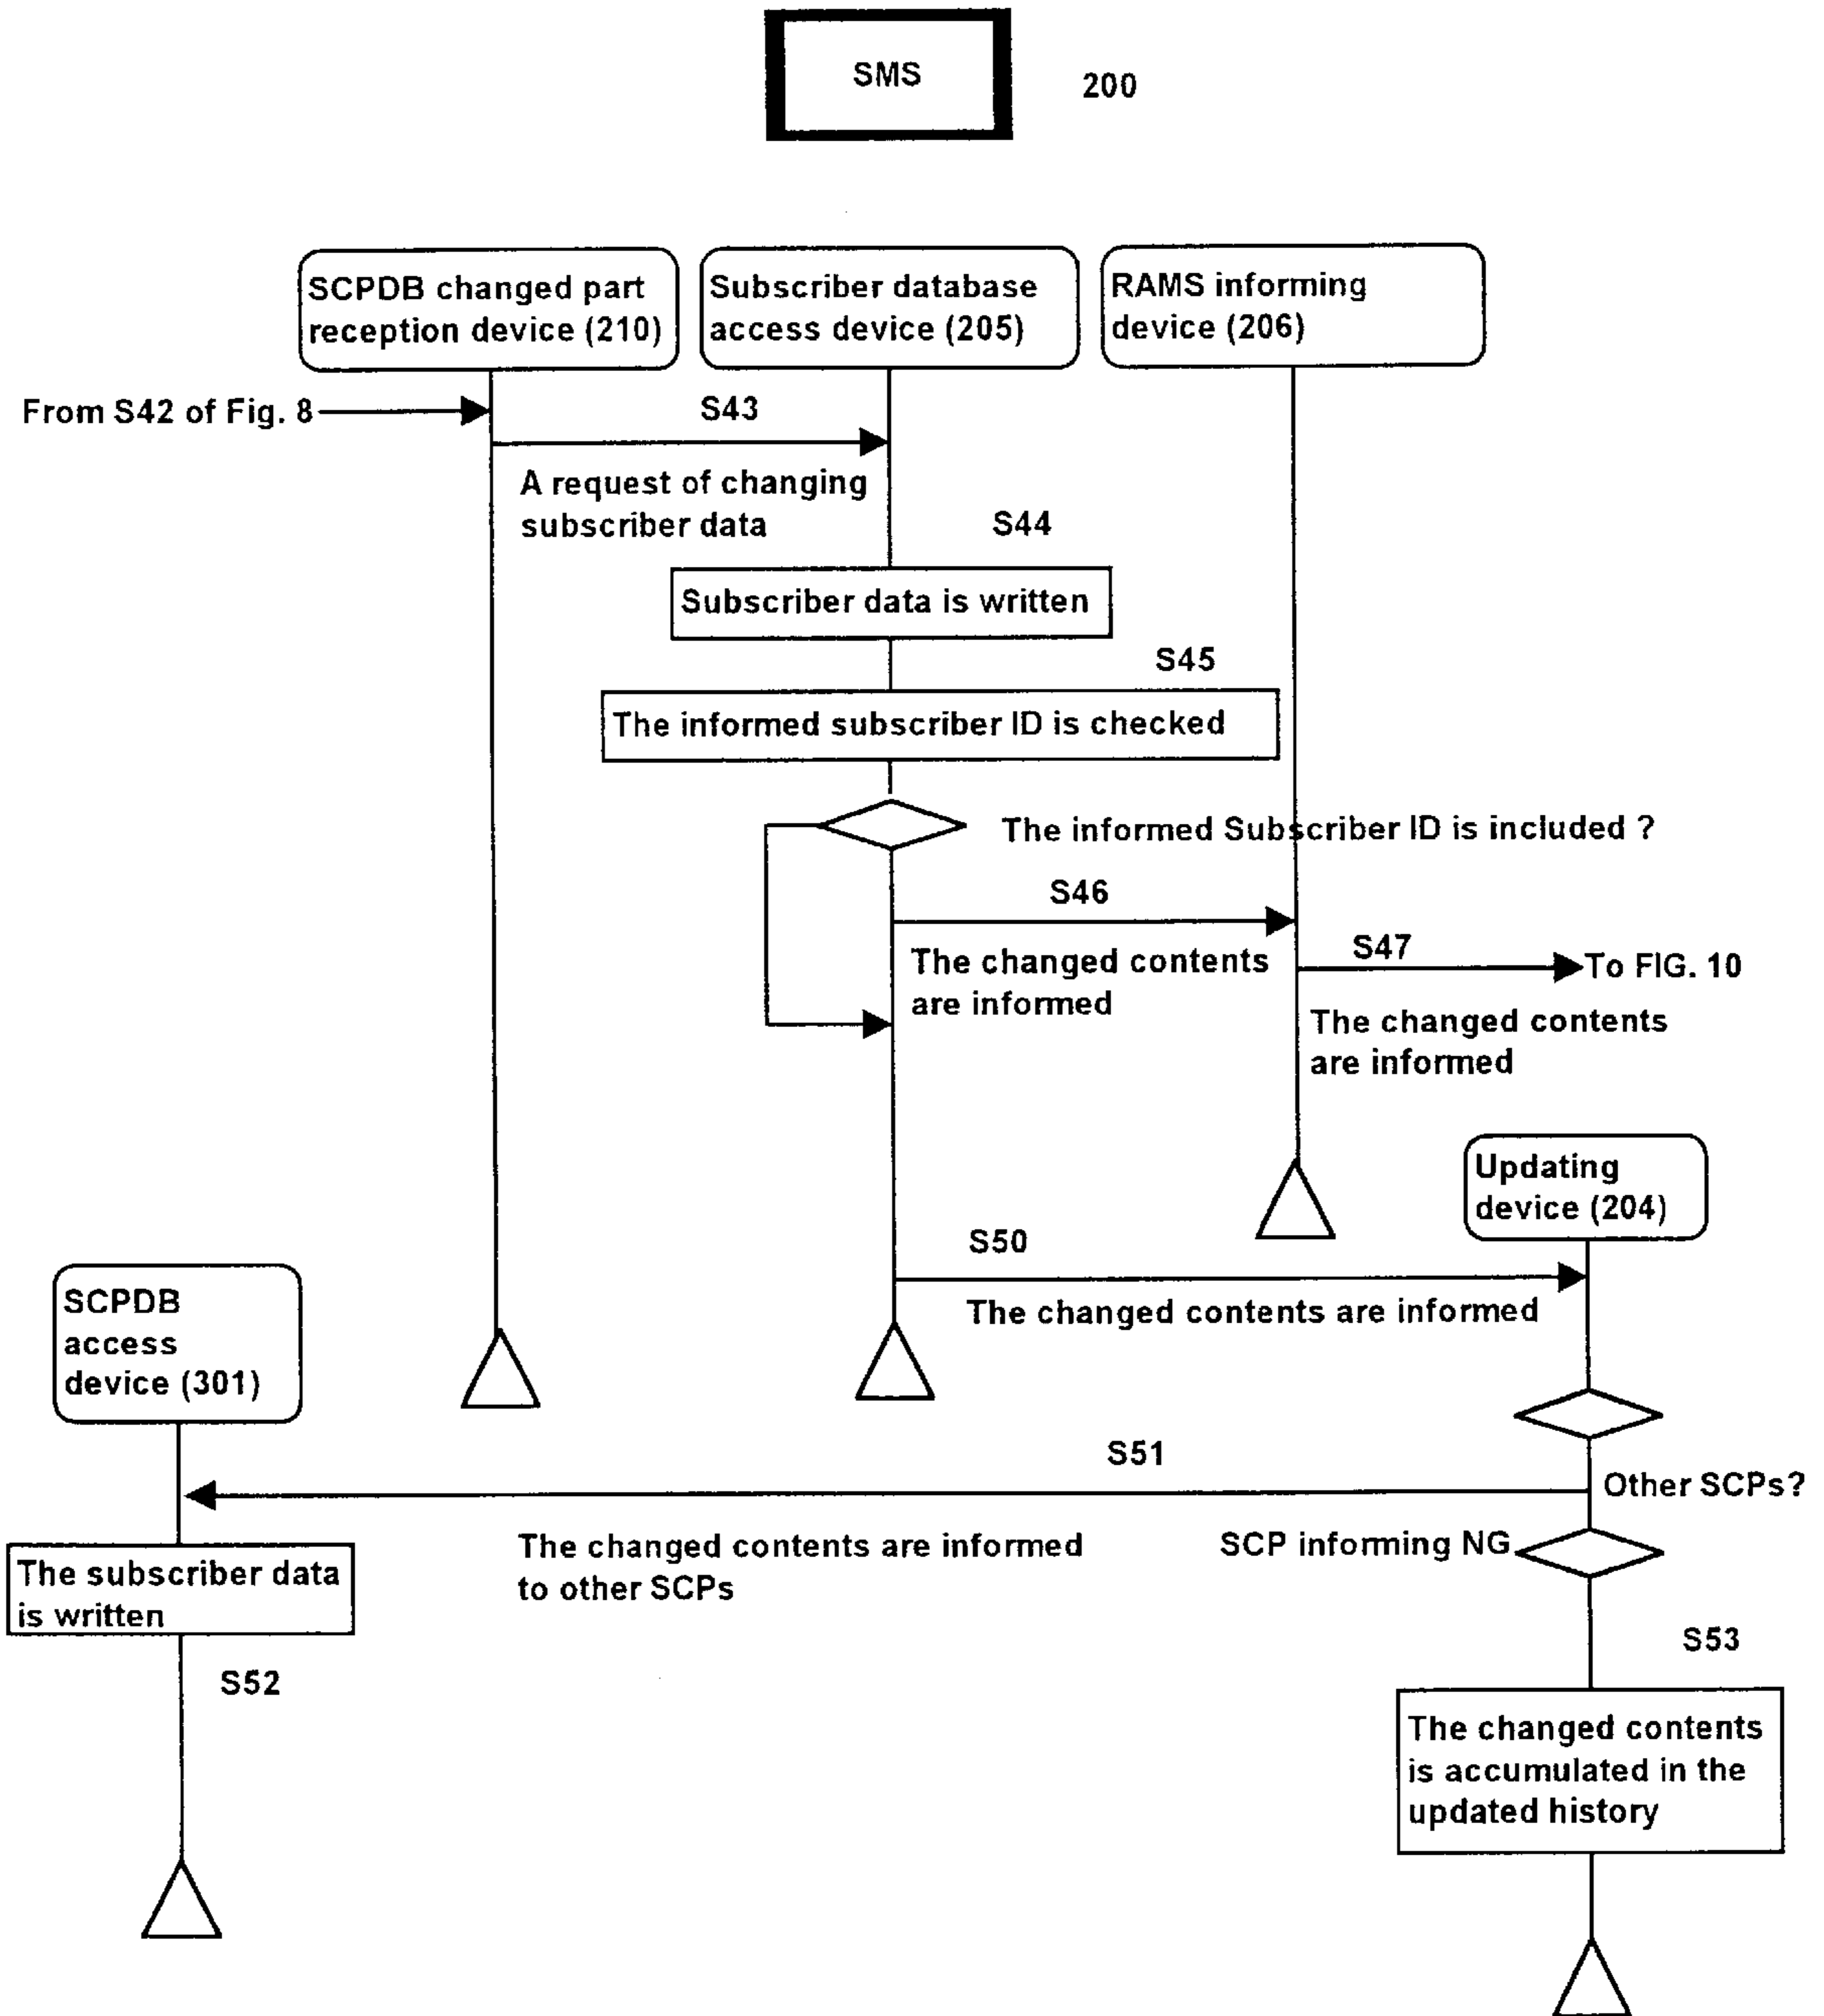 SMS
200
SCPDB changed part
reception device (210)
Subscriber database
access device (205)
RAMS informing
device (206)
From S42 of Fig. 8
S43
A request of changing
subscriber data
S44
Subscriber data is written
S45
The informed subscriber ID is checked
The informed Subscriber ID is included ?
S46
The changed contents
are informed
S47
To FIG. 10
The changed contents
are informed
Updating
device (204)
S50
The changed contents are informed
SCPDB
access
device (301)
S51
Other SCPs?
The changed contents are informed
to other SCPs
SCP informing NG
The subscriber data
is written
S52
S53
The changed contents
is accumulated in the
updated history